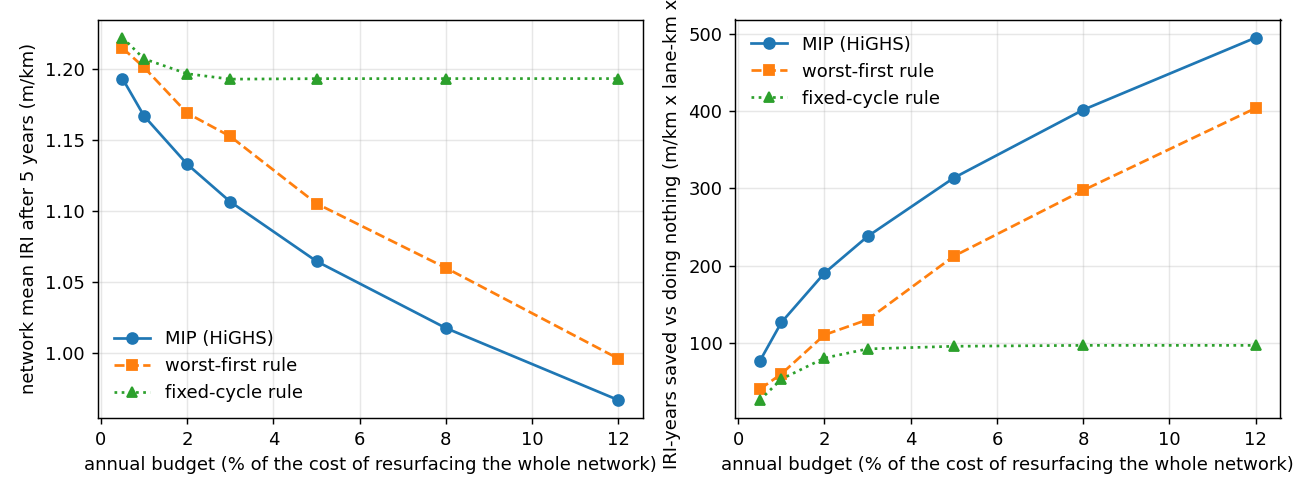 network mean IRI after 5 years (m/km)
1.20
1.15
1.10
1.05
1.00
MIP (HiGHS)
worst-first rule
fixed-cycle rule
0 2 4 6 8 10 12
annual budget (% of the cost of resurfacing the whole network)
IRI-years saved vs doing nothing (m/km x lane-km x
500
400
300
200
100
MIP (HiGHS)
worst-first rule
fixed-cycle rule
0 2 4 6 8 10 12
annual budget (% of the cost of resurfacing the whole network)